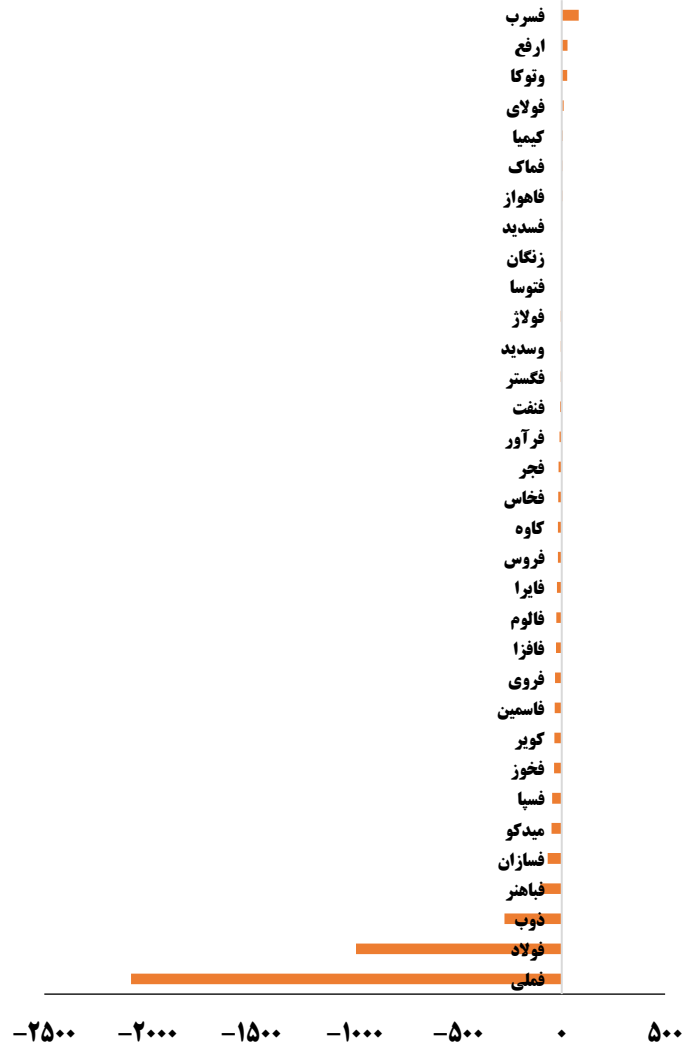 فسرب
ارفع
وتوکا
فولای
کیمیا
فماک
فاهواز
فسدید
زنگان
فتوسا
فولاژ
وسدید
فگستر
فنفت
فرآور
فجر
فخاس
کاوه
فروس
فایرا
فالوم
فافزا
فروی
فاسمین
کویر
فخوز
فسپا
میدکو
فسازان
فباهنر
ذوب
فولاد
فملی
-۲۵۰۰ -۲۰۰۰ -۱۵۰۰ -۱۰۰۰ -۵۰۰ ۰ ۵۰۰